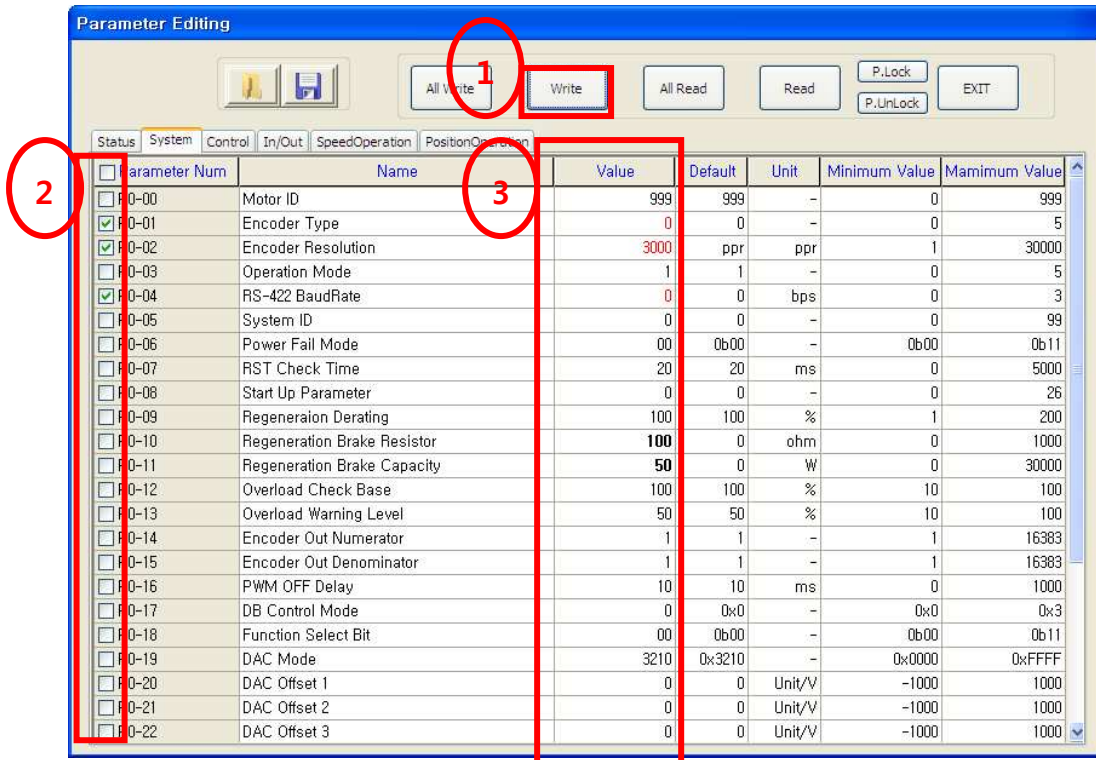 Parameter Editing
All Write Write All Read Read P.Lock P.UnLock EXIT
1
Status System Control In/Out SpeedOperation PositionOperation
Parameter Num Name Value Default Unit Minimum Value Mamimum Value
2
3
P0-00 Motor ID 999 999 - 0 999
P0-01 Encoder Type 0 0 - 0 5
P0-02 Encoder Resolution 3000 ppr ppr 1 30000
P0-03 Operation Mode 1 1 - 0 5
P0-04 RS-422 BaudRate 0 0 bps 0 3
P0-05 System ID 0 0 - 0 99
P0-06 Power Fail Mode 00 0b00 - 0b00 0b11
P0-07 RST Check Time 20 20 ms 0 5000
P0-08 Start Up Parameter 0 0 - 0 26
P0-09 Regeneraion Derating 100 100 % 1 200
P0-10 Regeneration Brake Resistor 100 0 ohm 0 1000
P0-11 Regeneration Brake Capacity 50 0 W 0 30000
P0-12 Overload Check Base 100 100 % 10 100
P0-13 Overload Warning Level 50 50 % 10 100
P0-14 Encoder Out Numerator 1 1 - 1 16383
P0-15 Encoder Out Denominator 1 1 - 1 16383
P0-16 PWM OFF Delay 10 10 ms 0 1000
P0-17 DB Control Mode 0 0x0 - 0x0 0x3
P0-18 Function Select Bit 00 0b00 - 0b00 0b11
P0-19 DAC Mode 3210 0x3210 - 0x0000 0xFFFF
P0-20 DAC Offset 1 0 0 Unit/V -1000 1000
P0-21 DAC Offset 2 0 0 Unit/V -1000 1000
P0-22 DAC Offset 3 0 0 Unit/V -1000 1000